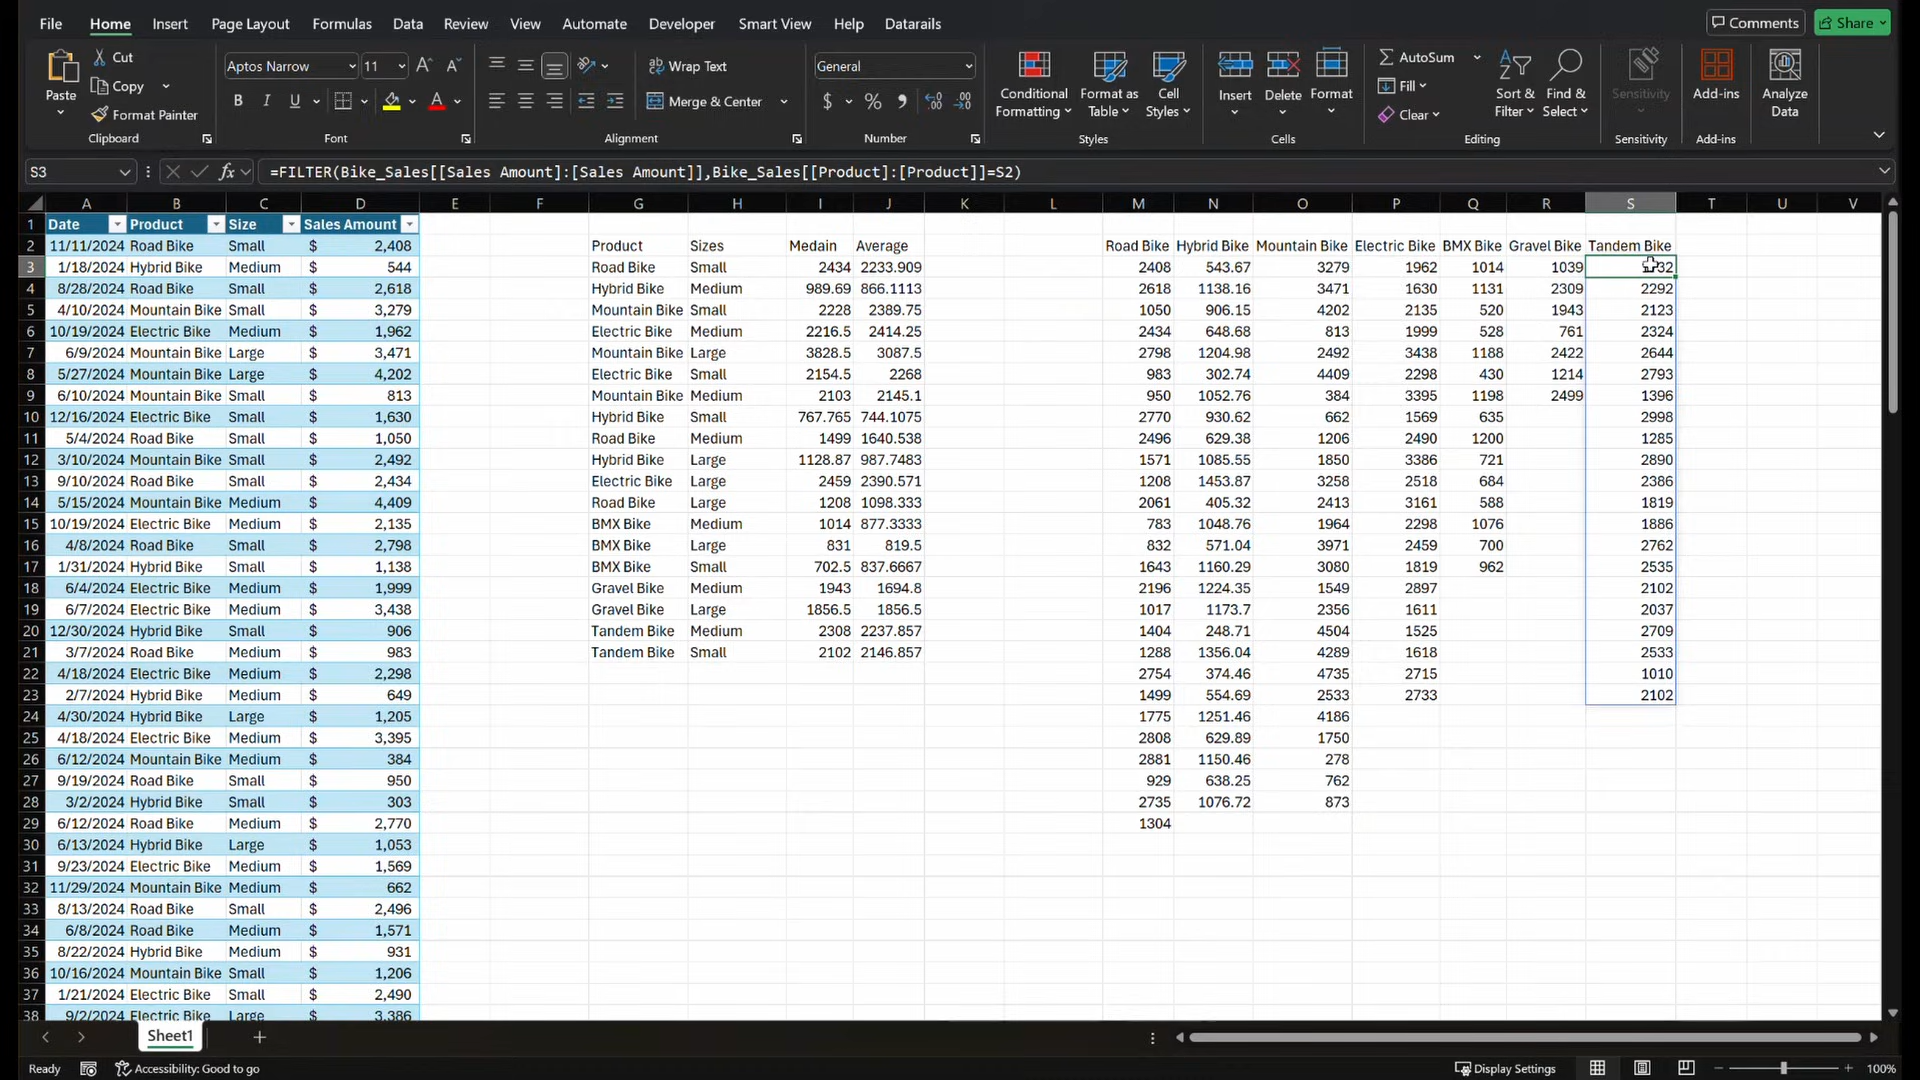 File Home Insert Page Layout Formulas Data Review View Automate Developer Smart View Help Datarails Comments Share
Paste Cut Copy Format Painter Clipboard
Aptos Narrow 11 B I U A Font
Wrap Text Merge & Center Alignment
General $ % Number
Conditional Formatting Format as Table Cell Styles Styles
Insert Delete Format Cells
AutoSum Fill Clear Sort & Filter Find & Select Editing
Sensitivity Sensitivity
Add-ins Add-ins
Analyze Data
S3 fx =FILTER(Bike_Sales[[Sales Amount]:[Sales Amount]],Bike_Sales[[Product]:[Product]]=S2)
A B C D E F G H I J K L M N O P Q R S T U V
1 Date Product Size Sales Amount
2 11/11/2024 Road Bike Small $ 2,408 Product Sizes Medain Average Road Bike Hybrid Bike Mountain Bike Electric Bike BMX Bike Gravel Bike Tandem Bike
3 1/18/2024 Hybrid Bike Medium $ 544 Road Bike Small 2434 2233.909 2408 543.67 3279 1962 1014 1039
4 8/28/2024 Road Bike Small $ 2,618 Hybrid Bike Medium 989.69 866.1113 2618 1138.16 3471 1630 1131 2309 2292
5 4/10/2024 Mountain Bike Small $ 3,279 Mountain Bike Small 2228 2389.75 1050 906.15 4202 2135 520 1943 2123
6 10/19/2024 Electric Bike Medium $ 1,962 Electric Bike Medium 2216.5 2414.25 2434 648.68 813 1999 528 761 2324
7 6/9/2024 Mountain Bike Large $ 3,471 Mountain Bike Large 3828.5 3087.5 2798 1204.98 2492 3438 1188 2422 2644
8 5/27/2024 Mountain Bike Large $ 4,202 Electric Bike Small 2154.5 2268 983 302.74 4409 2298 430 1214 2793
9 6/10/2024 Mountain Bike Small $ 813 Mountain Bike Medium 2103 2145.1 950 1052.76 384 3395 1198 2499 1396
10 12/16/2024 Electric Bike Small $ 1,630 Hybrid Bike Small 767.765 744.1075 2770 930.62 662 1569 635 2998
11 5/4/2024 Road Bike Small $ 1,050 Road Bike Medium 1499 1640.538 2496 629.38 1206 2490 1200 1285
12 3/10/2024 Mountain Bike Small $ 2,492 Hybrid Bike Large 1128.87 987.7483 1571 1085.55 1850 3386 721 2890
13 9/10/2024 Road Bike Small $ 2,434 Electric Bike Large 2459 2390.571 1208 1453.87 3258 2518 684 2386
14 5/15/2024 Mountain Bike Medium $ 4,409 Road Bike Large 1208 1098.333 2061 405.32 2413 3161 588 1819
15 10/19/2024 Electric Bike Medium $ 2,135 BMX Bike Medium 1014 877.3333 783 1048.76 1964 2298 1076 1886
16 4/8/2024 Road Bike Small $ 2,798 BMX Bike Large 831 819.5 832 571.04 3971 2459 700 2762
17 1/31/2024 Hybrid Bike Small $ 1,138 BMX Bike Small 702.5 837.6667 1643 1160.29 3080 1819 962 2535
18 6/4/2024 Electric Bike Medium $ 1,999 Gravel Bike Medium 1943 1694.8 2196 1224.35 1549 2897 2102
19 6/7/2024 Electric Bike Medium $ 3,438 Gravel Bike Large 1856.5 1856.5 1017 1173.7 2356 1611 2037
20 12/30/2024 Hybrid Bike Small $ 906 Tandem Bike Medium 2308 2237.857 1404 248.71 4504 1525 2709
21 3/7/2024 Road Bike Medium $ 983 Tandem Bike Small 2102 2146.857 1288 1356.04 4289 1618 2533
22 4/18/2024 Electric Bike Medium $ 2,298 2754 374.46 4735 2715 1010
23 2/7/2024 Hybrid Bike Medium $ 649 1499 554.69 2533 2733 2102
24 4/30/2024 Hybrid Bike Large $ 1,205 1775 1251.46 4186
25 4/18/2024 Electric Bike Medium $ 3,395 2808 629.89 1750
26 6/12/2024 Mountain Bike Medium $ 384 2881 1150.46 278
27 9/19/2024 Road Bike Small $ 950 929 638.25 762
28 3/2/2024 Hybrid Bike Small $ 303 2735 1076.72 873
29 6/12/2024 Road Bike Medium $ 2,770 1304
30 6/13/2024 Hybrid Bike Large $ 1,053
31 9/23/2024 Electric Bike Medium $ 1,569
32 11/29/2024 Mountain Bike Medium $ 662
33 8/13/2024 Road Bike Small $ 2,496
34 6/8/2024 Road Bike Medium $ 1,571
35 8/22/2024 Hybrid Bike Medium $ 931
36 10/16/2024 Mountain Bike Small $ 1,206
37 1/21/2024 Electric Bike Small $ 2,490
38 9/2/2024 Electric Bike Large $ 3,386
Sheet1
Ready Accessibility: Good to go Display Settings 100%